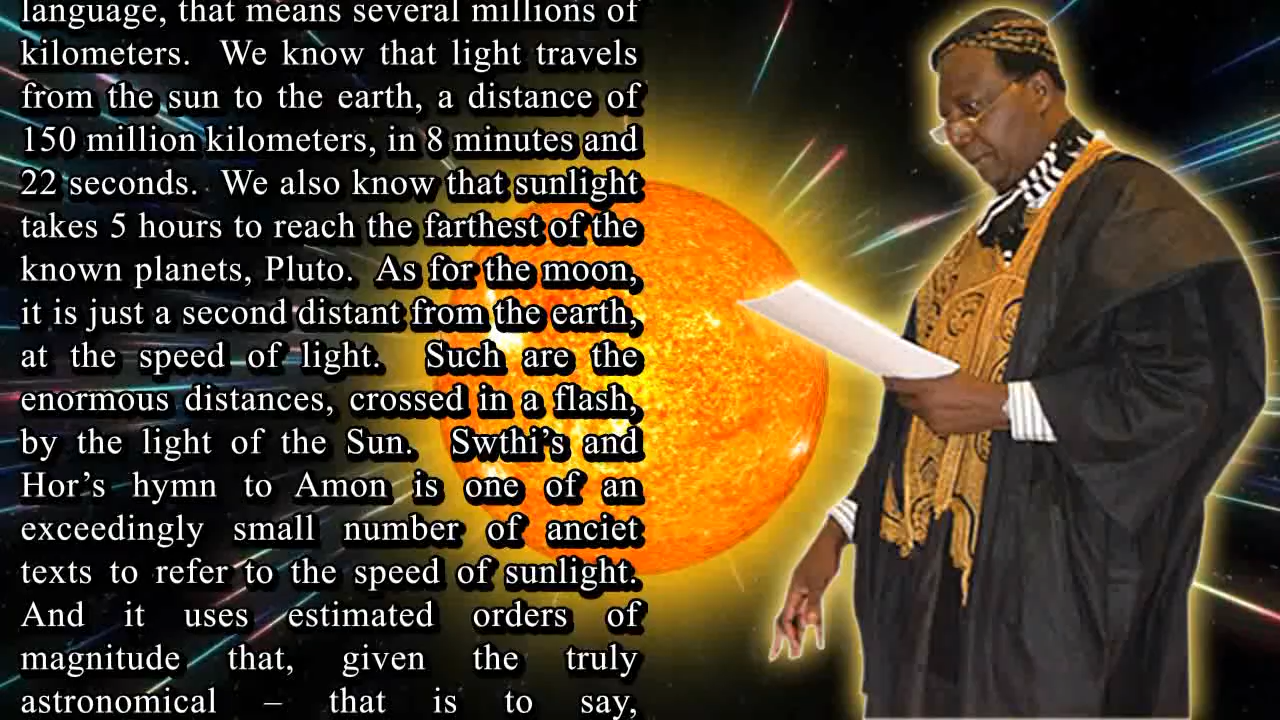 language, that means several millions of
kilometers. We know that light travels
from the sun to the earth, a distance of
150 million kilometers, in 8 minutes and
22 seconds. We also know that sunlight
takes 5 hours to reach the farthest of the
known planets, Pluto. As for the moon,
it is just a second distant from the earth,
at the speed of light. Such are the
enormous distances, crossed in a flash,
by the light of the Sun. Swthi's and
Hor's hymn to Amon is one of an
exceedingly small number of anciet
texts to refer to the speed of sunlight.
And it uses estimated orders of
magnitude that, given the truly
astronomical – that is to say,